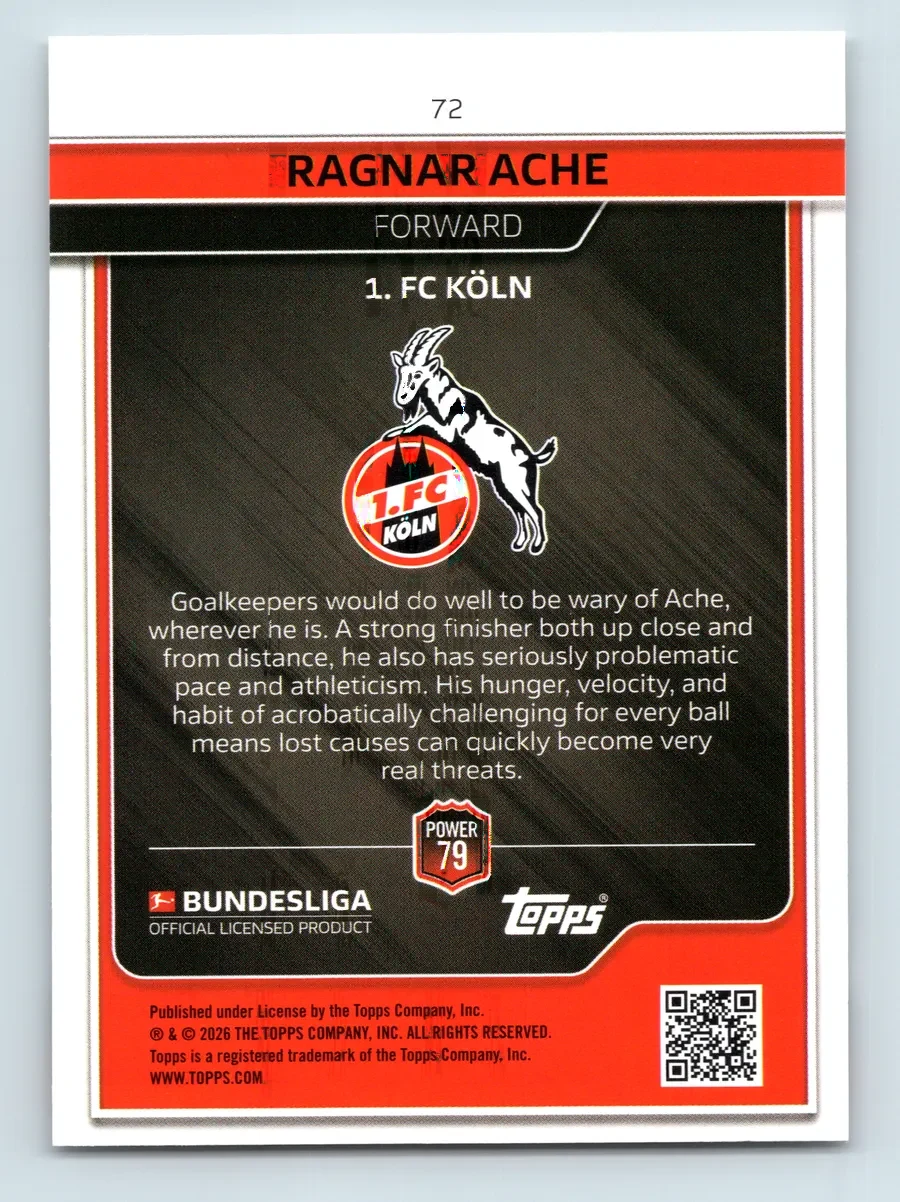 72
RAGNAR ACHE
FORWARD
1. FC KÖLN
1.FC
KÖLN
Goalkeepers would do well to be wary of Ache,
wherever he is. A strong finisher both up close and
from distance, he also has seriously problematic
pace and athleticism. His hunger, velocity, and
habit of acrobatically challenging for every ball
means lost causes can quickly become very
real threats.
POWER
79
BUNDESLIGA
OFFICIAL LICENSED PRODUCT
topps®
Published under License by the Topps Company, Inc.
® & © 2026 THE TOPPS COMPANY, INC. ALL RIGHTS RESERVED.
Topps is a registered trademark of the Topps Company, Inc.
WWW.TOPPS.COM